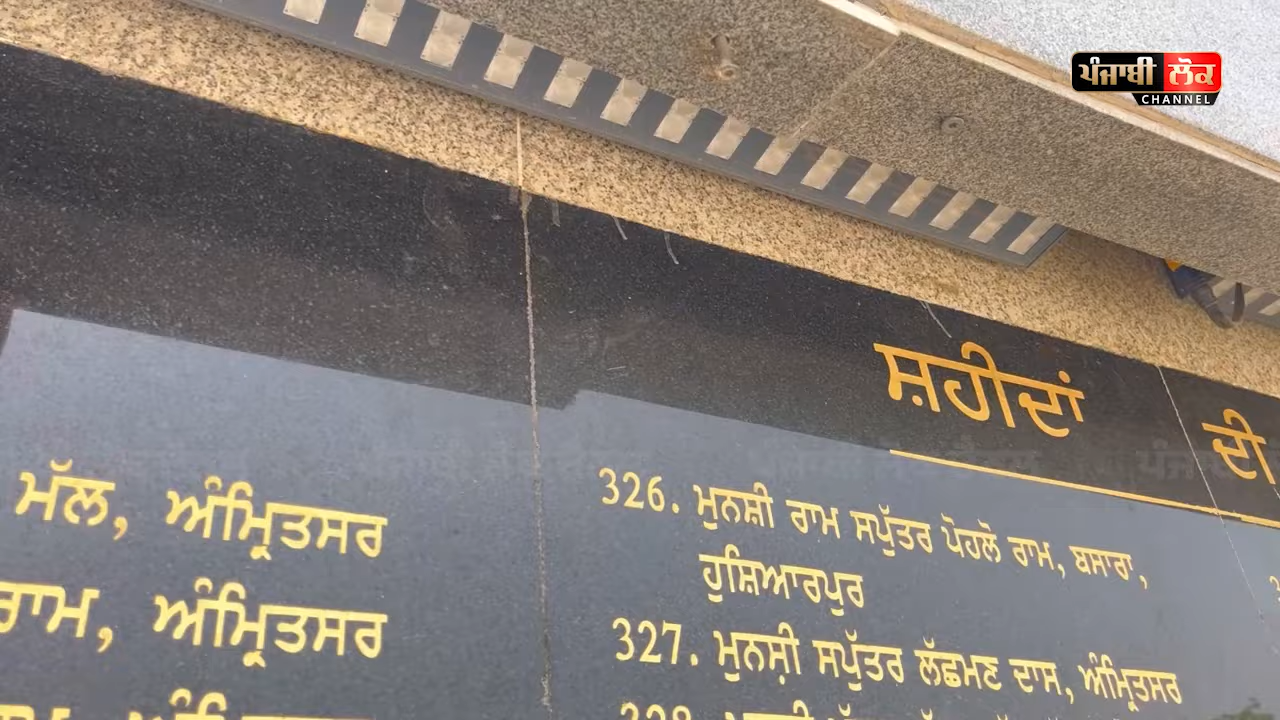 ਪੰਜਾਬੀ ਲੋਕ
CHANNEL
ਸ਼ਹੀਦਾਂ ਦੀ
ਮੱਲ, ਅੰਮ੍ਰਿਤਸਰ
ਰਾਮ, ਅੰਮ੍ਰਿਤਸਰ
326. ਮੁਨਸ਼ੀ ਰਾਮ ਸਪੁੱਤਰ ਪੋਹਲੋ ਰਾਮ, ਬਸਾਰਾ,
ਹੁਸ਼ਿਆਰਪੁਰ
327. ਮੁਨਸ਼ੀ ਸਪੁੱਤਰ ਲੱਛਮਣ ਦਾਸ, ਅੰਮ੍ਰਿਤਸਰ